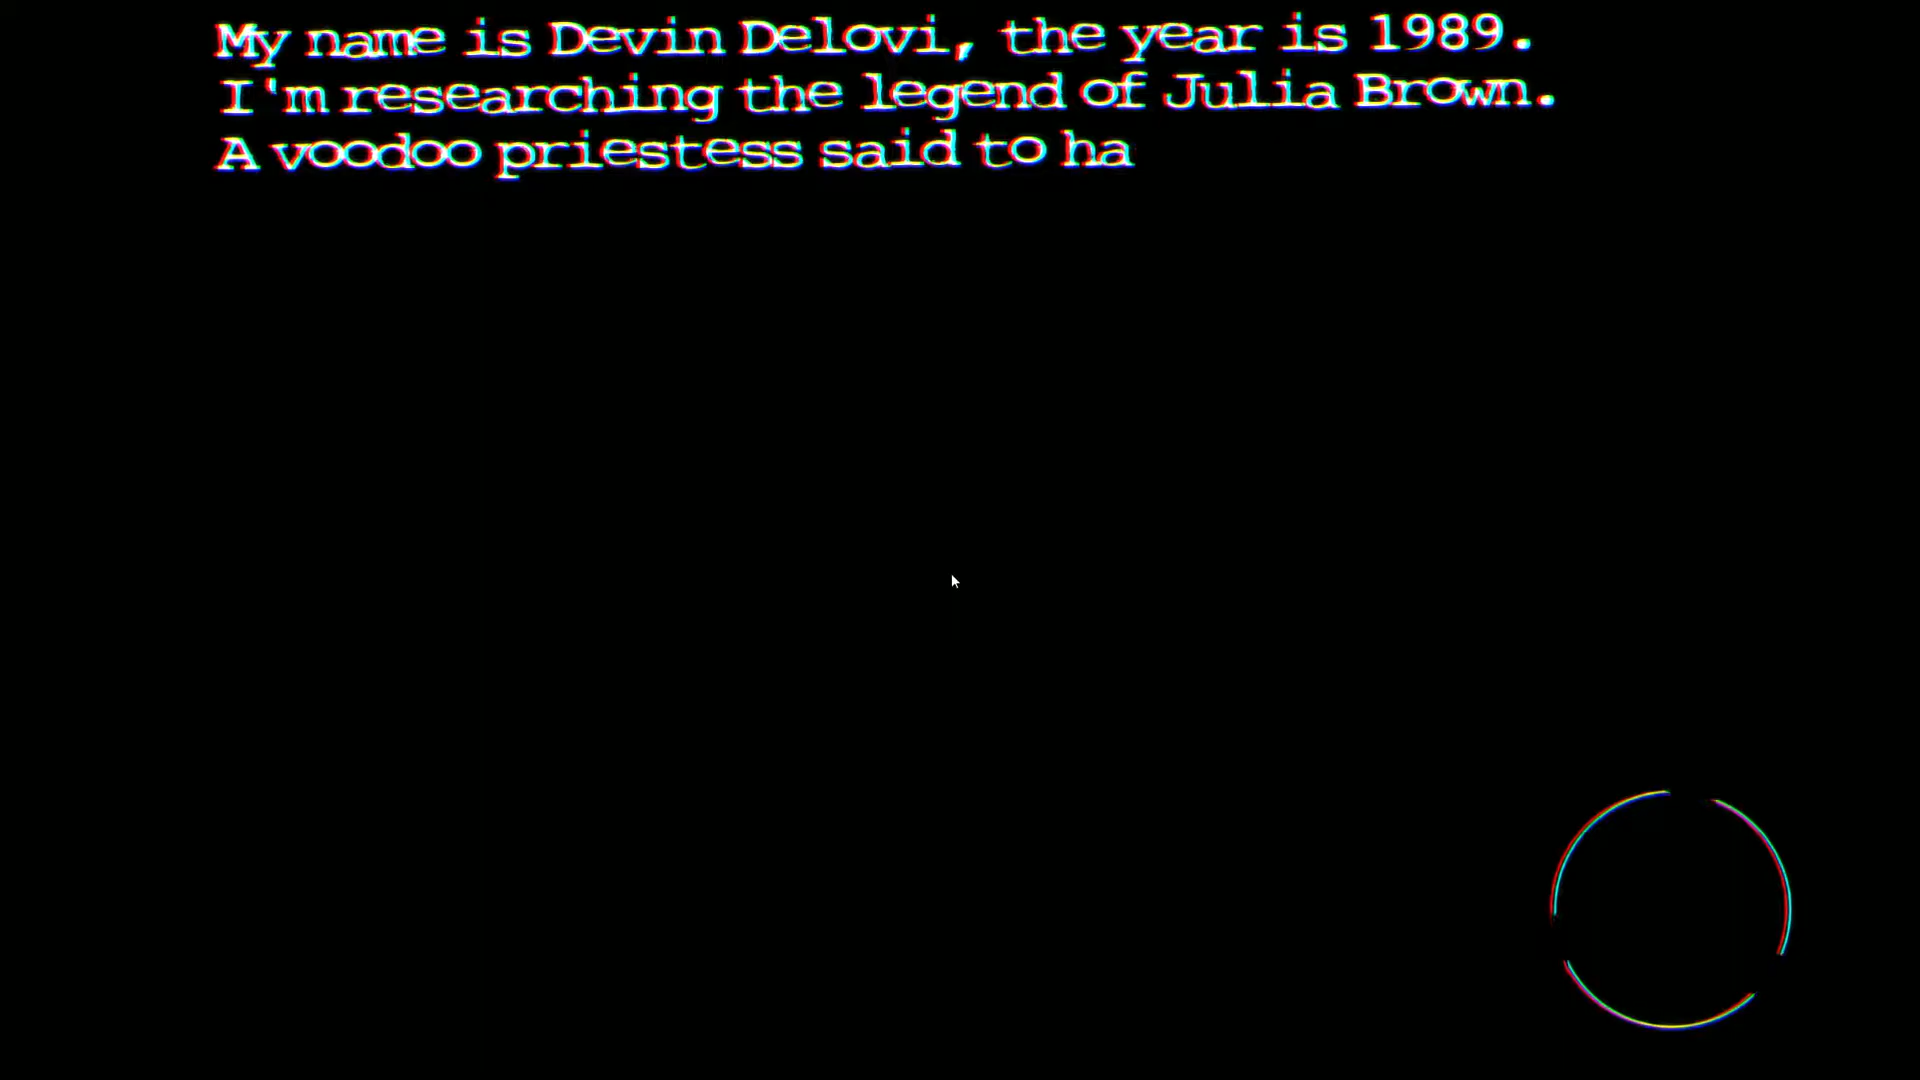 My name is Devin Delovi, the year is 1989.
I'm researching the legend of Julia Brown.
A voodoo priestess said to ha